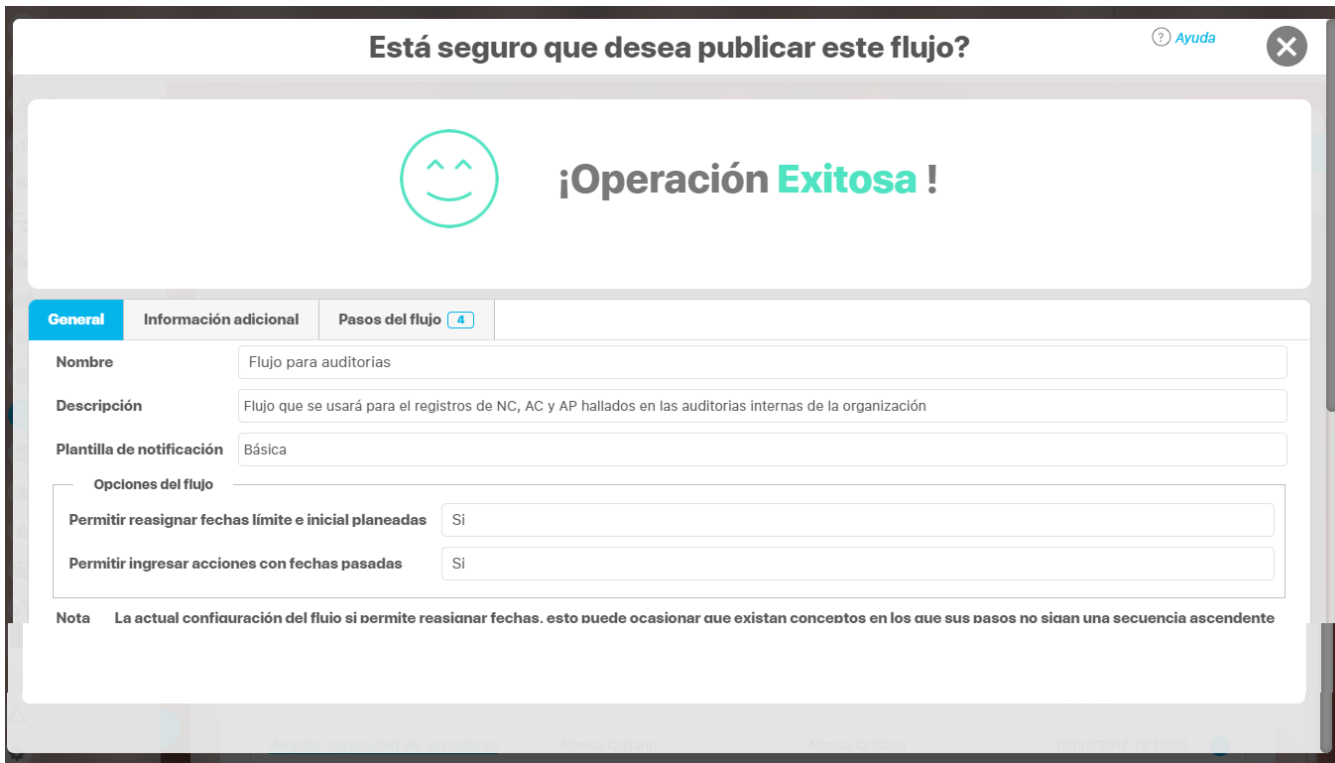 Está seguro que desea publicar este flujo?
? Ayuda
¡Operación Exitosa !
General Información adicional Pasos del flujo 4
Nombre Flujo para auditorias
Descripción Flujo que se usará para el registros de NC, AC y AP hallados en las auditorias internas de la organización
Plantilla de notificación Básica
Opciones del flujo
Permitir reasignar fechas límite e inicial planeadas Si
Permitir ingresar acciones con fechas pasadas Si
Nota La actual configuración del flujo si permite reasignar fechas, esto puede ocasionar que existan conceptos en los que sus pasos no sigan una secuencia ascendente